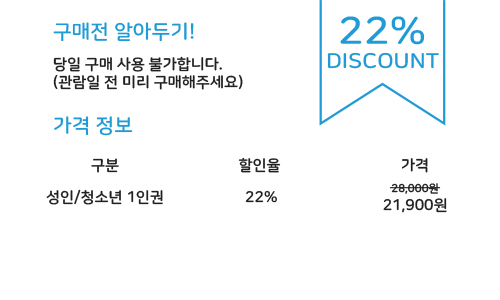 구매전 알아두기!
22%
DISCOUNT
당일 구매 사용 불가합니다.
(관람일 전 미리 구매해주세요)
가격 정보
구분 할인율 가격
성인/청소년 1인권 22% 28,000원
21,900원